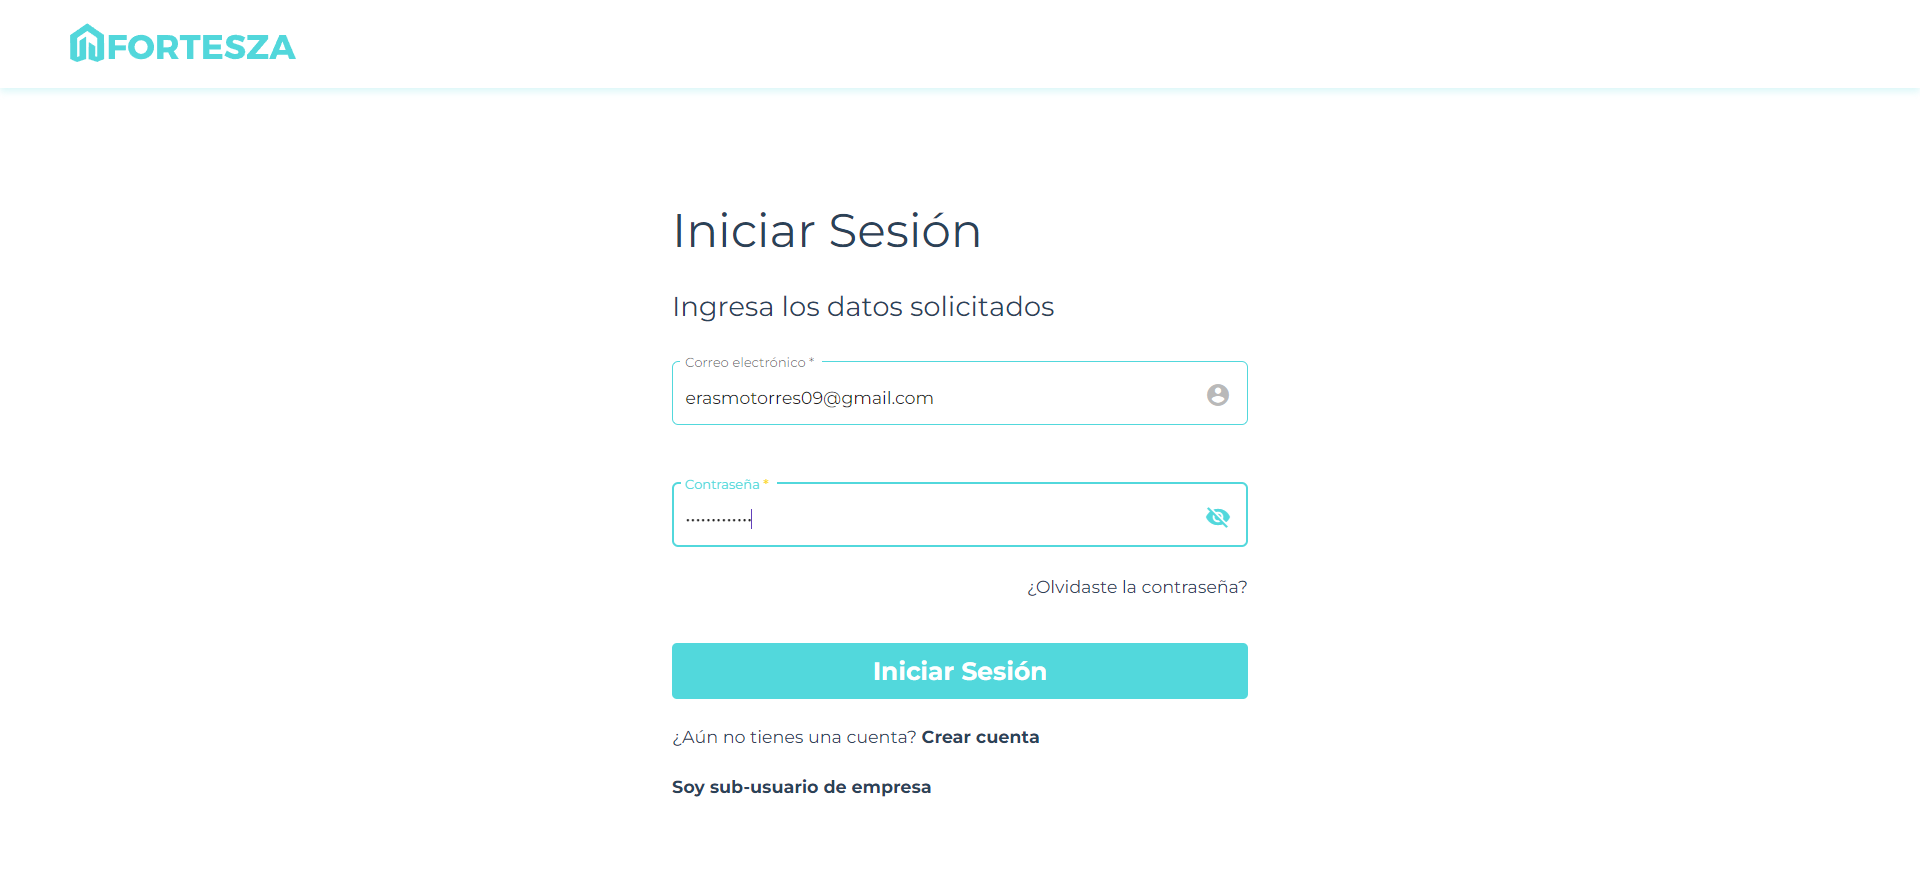 FORTESZA
Iniciar Sesión
Ingresa los datos solicitados
Correo electrónico *
erasmotorres09@gmail.com
Contraseña *
•••••••••••••
¿Olvidaste la contraseña?
Iniciar Sesión
¿Aún no tienes una cuenta? Crear cuenta
Soy sub-usuario de empresa